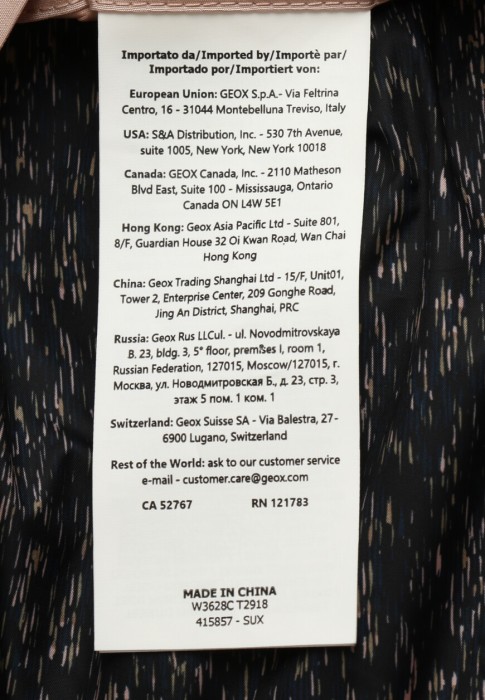 Importato da/Imported by/Importè par/
Importado por/Importiert von:
European Union: GEOX S.p.A.- Via Feltrina
Centro, 16 - 31044 Montebelluna Treviso, Italy
USA: S&A Distribution, Inc. - 530 7th Avenue,
suite 1005, New York, New York 10018
Canada: GEOX Canada, Inc. - 2110 Matheson
Blvd East, Suite 100 - Mississauga, Ontario
Canada ON L4W 5E1
Hong Kong: Geox Asia Pacific Ltd - Suite 801,
8/F, Guardian House 32 Oi Kwan Road, Wan Chai
Hong Kong
China: Geox Trading Shanghai Ltd - 15/F, Unit01,
Tower 2, Enterprise Center, 209 Gonghe Road,
Jing An District, Shanghai, PRC
Russia: Geox Rus LLCul. - ul. Novodmitrovskaya
B. 23, bldg. 3, 5° floor, premises I, room 1,
Russian Federation, 127015, Moscow/127015, г.
Москва, ул. Новодмитровская Б., д. 23, стр. 3,
этаж 5 пом. 1 ком. 1
Switzerland: Geox Suisse SA - Via Balestra, 27-
6900 Lugano, Switzerland
Rest of the World: ask to our customer service
e-mail - customer.care@geox.com
CA 52767 RN 121783
MADE IN CHINA
W3628C T2918
415857 - SUX